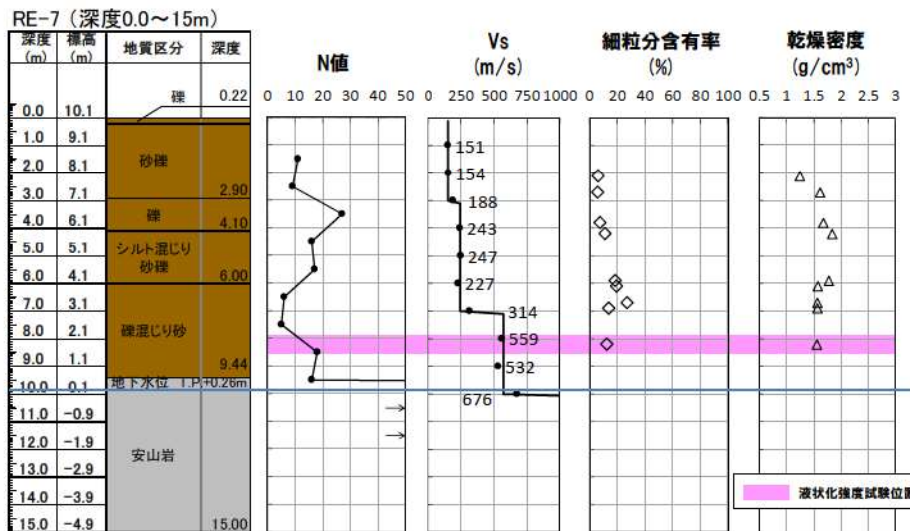 RE-7（深度0.0～15m）
深度(m) 標高(m) 地質区分 深度
N値
Vs (m/s)
細粒分含有率 (%)
乾燥密度 (g/cm³)
礫 0.22
0 10 20 30 40 50
0 250 500 750 1000
0 20 40 60 80 100
0.5 1 1.5 2 2.5 3
0.0 10.1
1.0 9.1
151
砂礫
2.0 8.1
154
3.0 7.1 2.90
188
礫
4.0 6.1 4.10
243
5.0 5.1 シルト混じり砂礫
247
6.0 4.1 6.00
227
7.0 3.1
314
礫混じり砂
8.0 2.1
559
9.0 1.1 9.44
532
地下水位 T.P.+0.26m
10.0 0.1
676
11.0 -0.9
12.0 -1.9
安山岩
13.0 -2.9
14.0 -3.9
液状化強度試験位置
15.0 -4.9 15.00